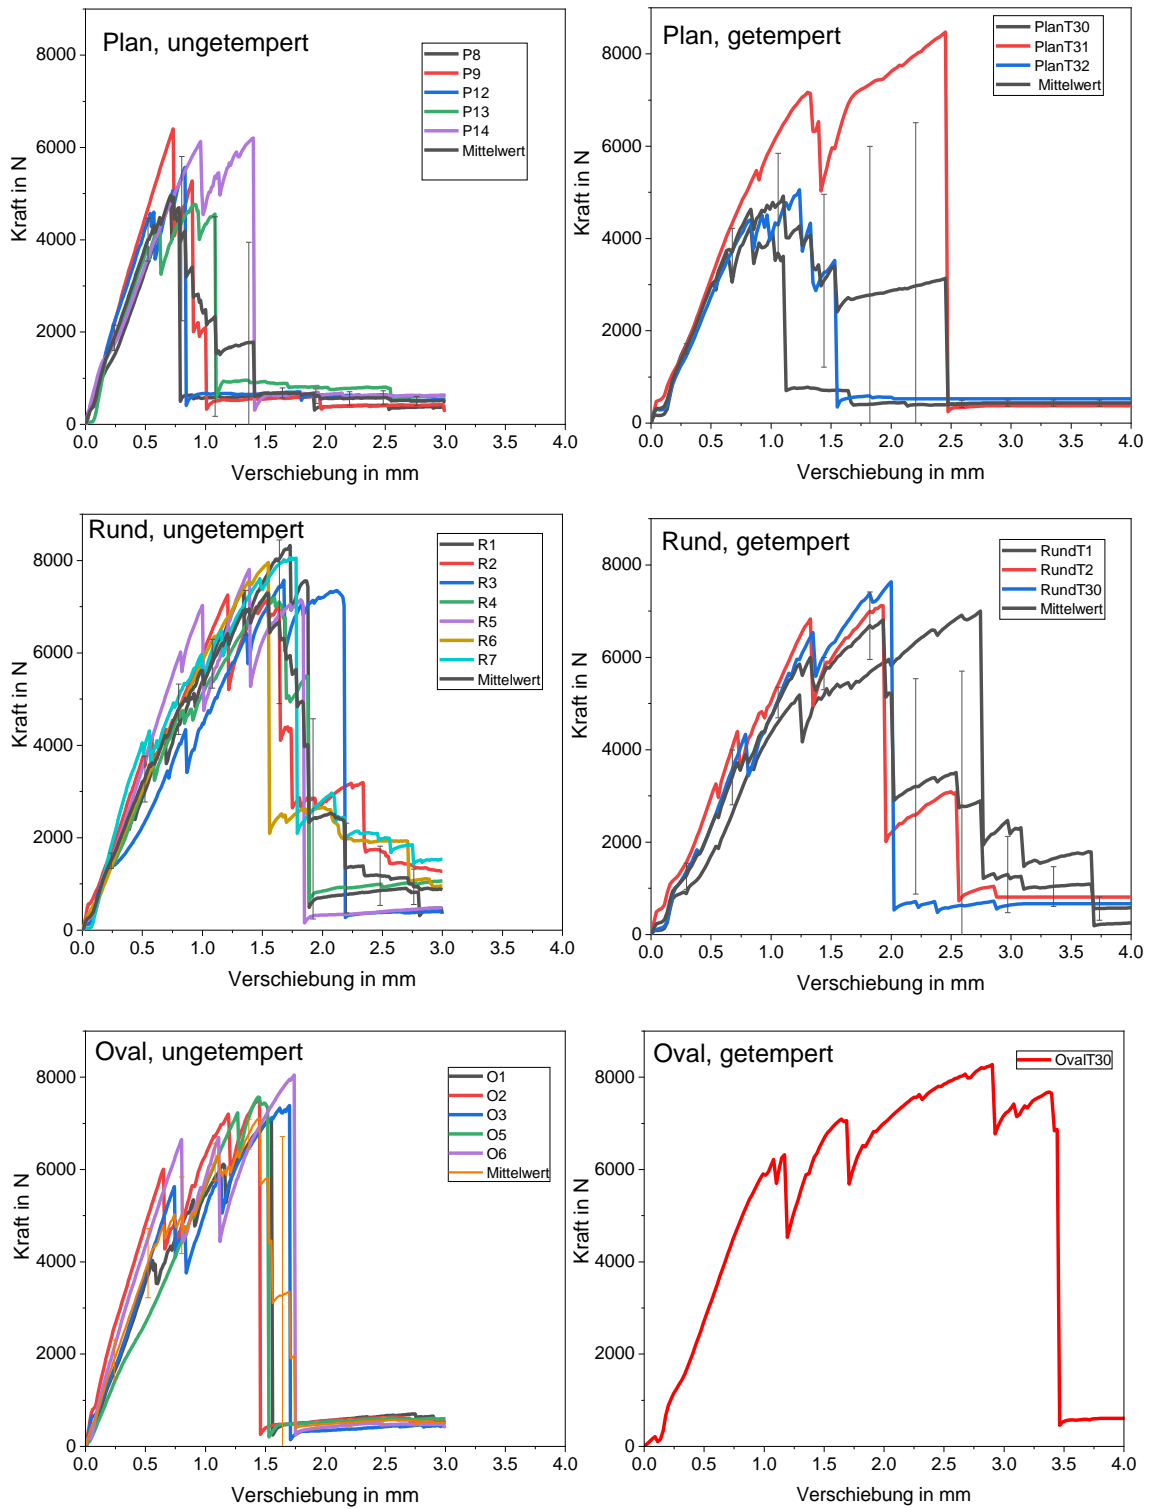 Plan, ungetempert
P8
P9
P12
P13
P14
Mittelwert
8000
6000
4000
2000
0
Kraft in N
0.0 0.5 1.0 1.5 2.0 2.5 3.0 3.5 4.0
Verschiebung in mm
Plan, getempert
PlanT30
PlanT31
PlanT32
Mittelwert
8000
6000
4000
2000
0
Kraft in N
0.0 0.5 1.0 1.5 2.0 2.5 3.0 3.5 4.0
Verschiebung in mm
Rund, ungetempert
R1
R2
R3
R4
R5
R6
R7
Mittelwert
8000
6000
4000
2000
0
Kraft in N
0.0 0.5 1.0 1.5 2.0 2.5 3.0 3.5 4.0
Verschiebung in mm
Rund, getempert
RundT1
RundT2
RundT30
Mittelwert
8000
6000
4000
2000
0
Kraft in N
0.0 0.5 1.0 1.5 2.0 2.5 3.0 3.5 4.0
Verschiebung in mm
Oval, ungetempert
O1
O2
O3
O5
O6
Mittelwert
8000
6000
4000
2000
0
Kraft in N
0.0 0.5 1.0 1.5 2.0 2.5 3.0 3.5 4.0
Verschiebung in mm
Oval, getempert
OvalT30
8000
6000
4000
2000
0
Kraft in N
0.0 0.5 1.0 1.5 2.0 2.5 3.0 3.5 4.0
Verschiebung in mm